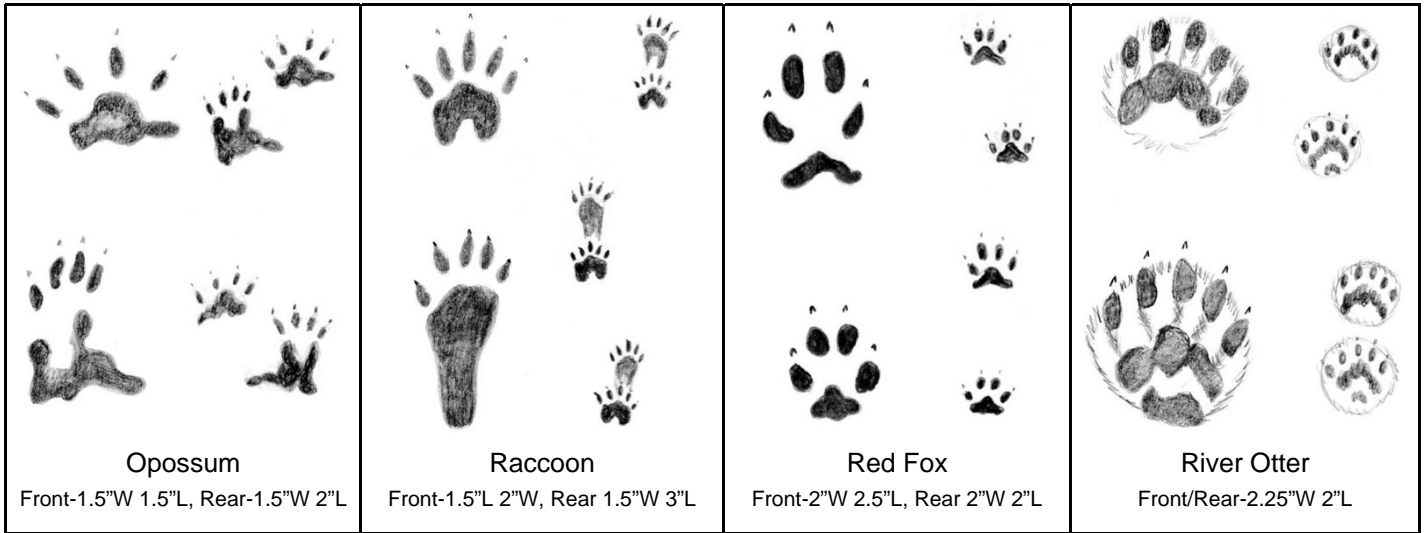 Opossum
Front-1.5”W 1.5”L, Rear-1.5”W 2”L
Raccoon
Front-1.5”L 2”W, Rear 1.5”W 3”L
Red Fox
Front-2”W 2.5”L, Rear 2”W 2”L
River Otter
Front/Rear-2.25”W 2”L